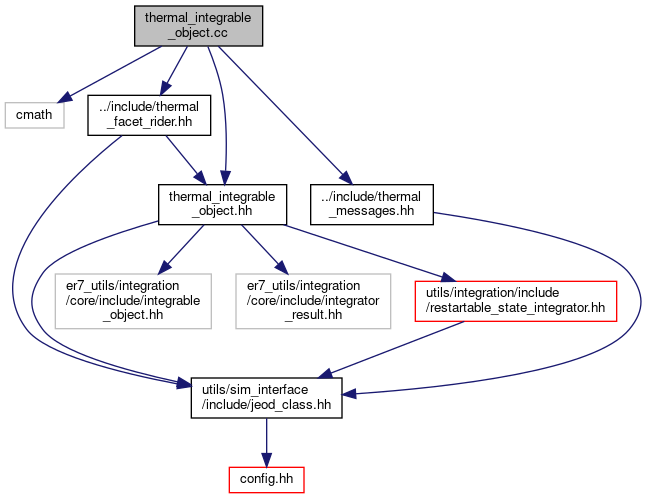 thermal_integrable
_object.cc
cmath
../include/thermal
_facet_rider.hh
thermal_integrable
_object.hh
../include/thermal
_messages.hh
er7_utils/integration
/core/include/integrable
_object.hh
er7_utils/integration
/core/include/integrator
_result.hh
utils/integration/include
/restartable_state_integrator.hh
utils/sim_interface
/include/jeod_class.hh
config.hh